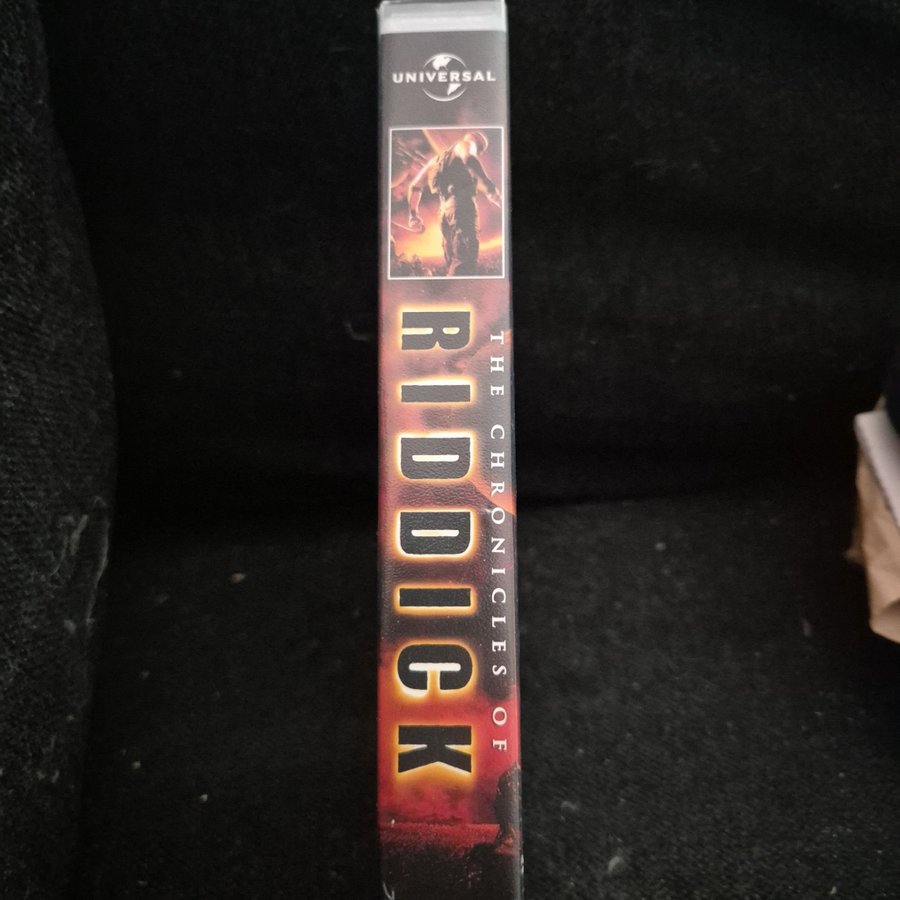 UNIVERSAL
THE CHRONICLES OF
RIDDICK